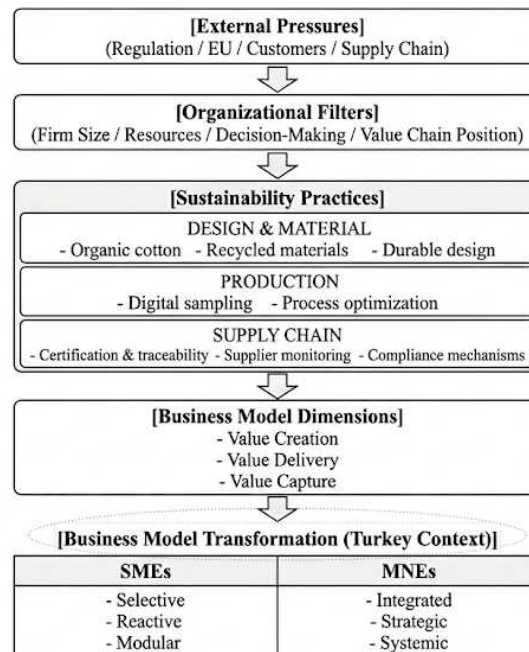 [External Pressures]
(Regulation / EU / Customers / Supply Chain)
[Organizational Filters]
(Firm Size / Resources / Decision-Making / Value Chain Position)
[Sustainability Practices]
DESIGN & MATERIAL
- Organic cotton - Recycled materials - Durable design
PRODUCTION
- Digital sampling - Process optimization
SUPPLY CHAIN
- Certification & traceability - Supplier monitoring - Compliance mechanisms
[Business Model Dimensions]
- Value Creation
- Value Delivery
- Value Capture
[Business Model Transformation (Turkey Context)]
SMEs MNEs
- Selective - Integrated
- Reactive - Strategic
- Modular - Systemic